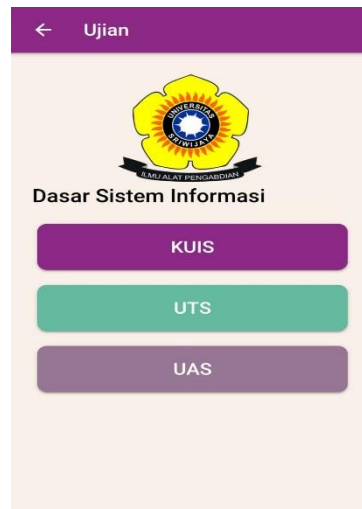 Ujian
UNIVERSITAS
SRIWIJAYA
ILMU ALAT PENGABDIAN
Dasar Sistem Informasi
KUIS
UTS
UAS